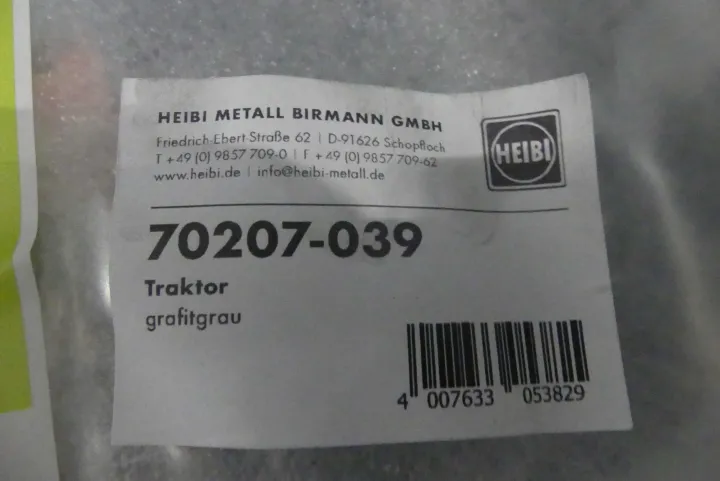 HEIBI METALL BIRMANN GMBH
Friedrich-Ebert-Straße 62 | D-91626 Schopfloch
T +49 (0) 9857 709-0 | F +49 (0) 9857 709-62
www.heibi.de | info@heibi-metall.de
HEIBI
70207-039
Traktor
grafitgrau
4 007633 053829